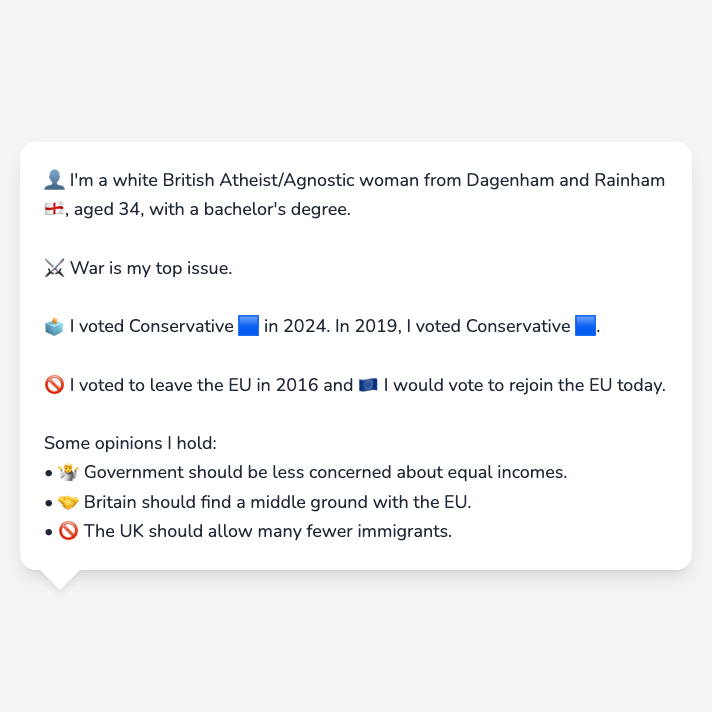 👤 I'm a white British Atheist/Agnostic woman from Dagenham and Rainham
🏴󠁧󠁢󠁥󠁮󠁧󠁿, aged 34, with a bachelor's degree.
⚔️ War is my top issue.
🗳️ I voted Conservative 🟦 in 2024. In 2019, I voted Conservative 🟦.
🚫 I voted to leave the EU in 2016 and 🇪🇺 I would vote to rejoin the EU today.
Some opinions I hold:
• 🤷 Government should be less concerned about equal incomes.
• 🤝 Britain should find a middle ground with the EU.
• 🚫 The UK should allow many fewer immigrants.